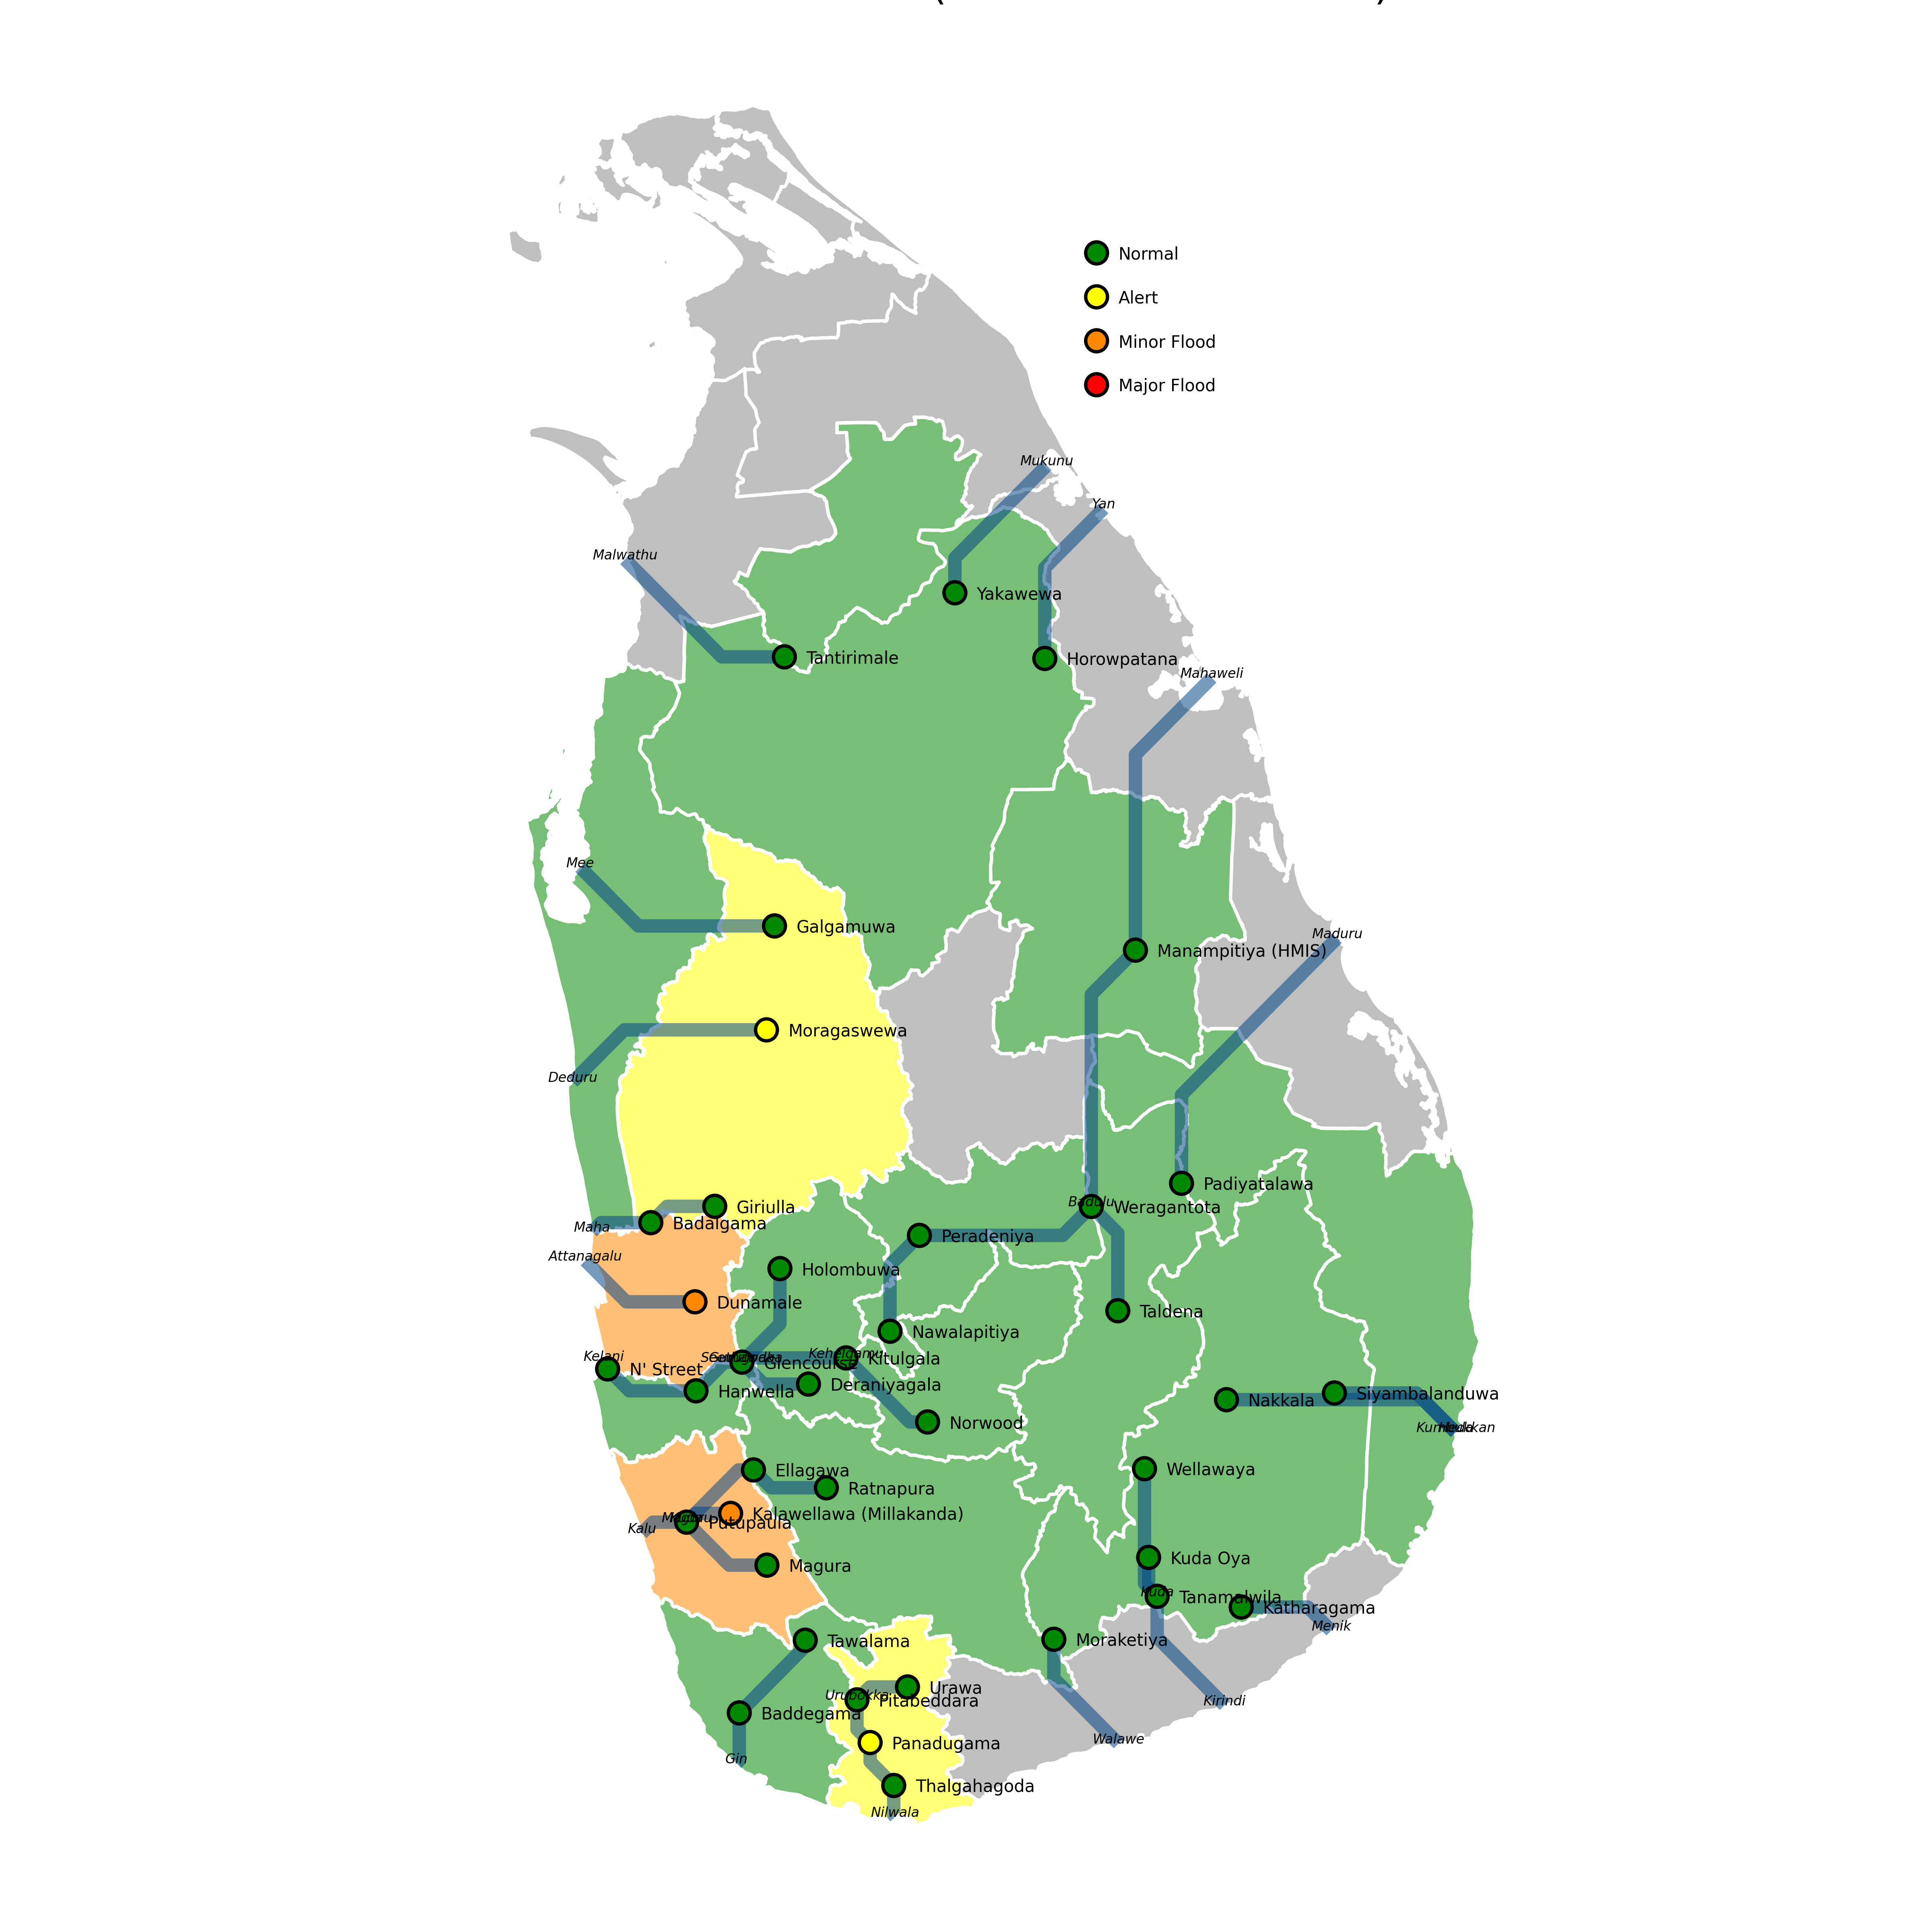 Normal
Alert
Minor Flood
Major Flood
Mukunu
Yan
Malwathu
Yakawewa
Tantirimale
Horowpatana
Mahaweli
Mee
Galgamuwa
Maduru
Manampitiya (HMIS)
Moragaswewa
Deduru
Padiyatalawa
Badulu
Giriulla
Weragantota
Badalgama
Maha
Peradeniya
Attanagalu
Holombuwa
Dunamale
Taldena
Nawalapitiya
Kehelgamu
Kelani
Glencourse
Kitulgala
N' Street
Deraniyagala
Hanwella
Siyambalanduwa
Nakkala
Norwood
Wellawaya
Ellagawa
Ratnapura
Kalawellawa (Millakanda)
Putupaula
Kalu
Kuda Oya
Magura
Kuda
Tanamalwila
Katharagama
Menik
Tawalama
Moraketiya
Urawa
Urubokka
Pitabeddara
Kirindi
Baddegama
Walawe
Panadugama
Gin
Thalgahagoda
Nilwala